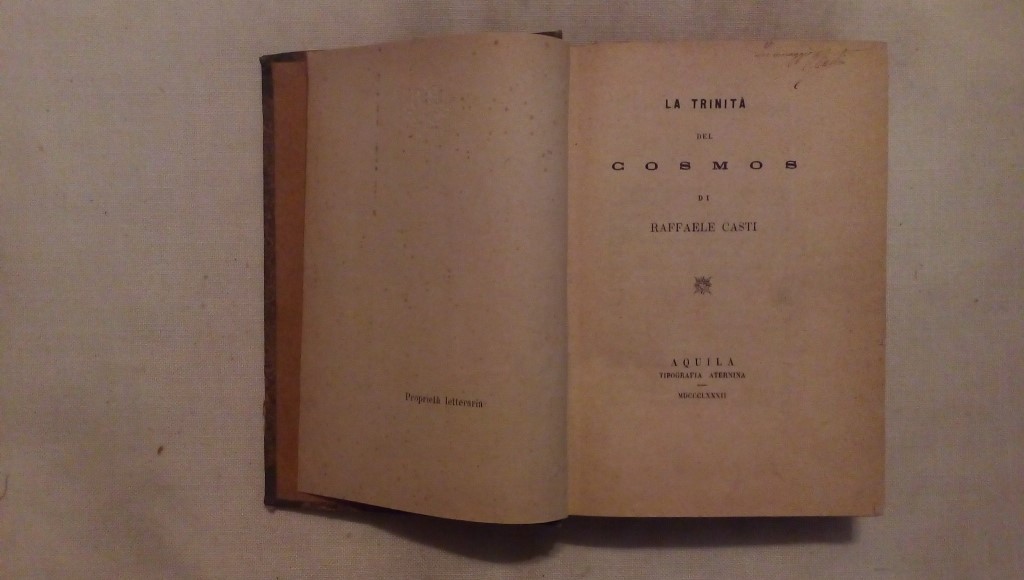 Proprietà letteraria
LA TRINITÀ
DEL
COSMOS
DI
RAFFAELE CASTI
AQUILA
TIPOGRAFIA ATERNINA
MDCCCLXXXII